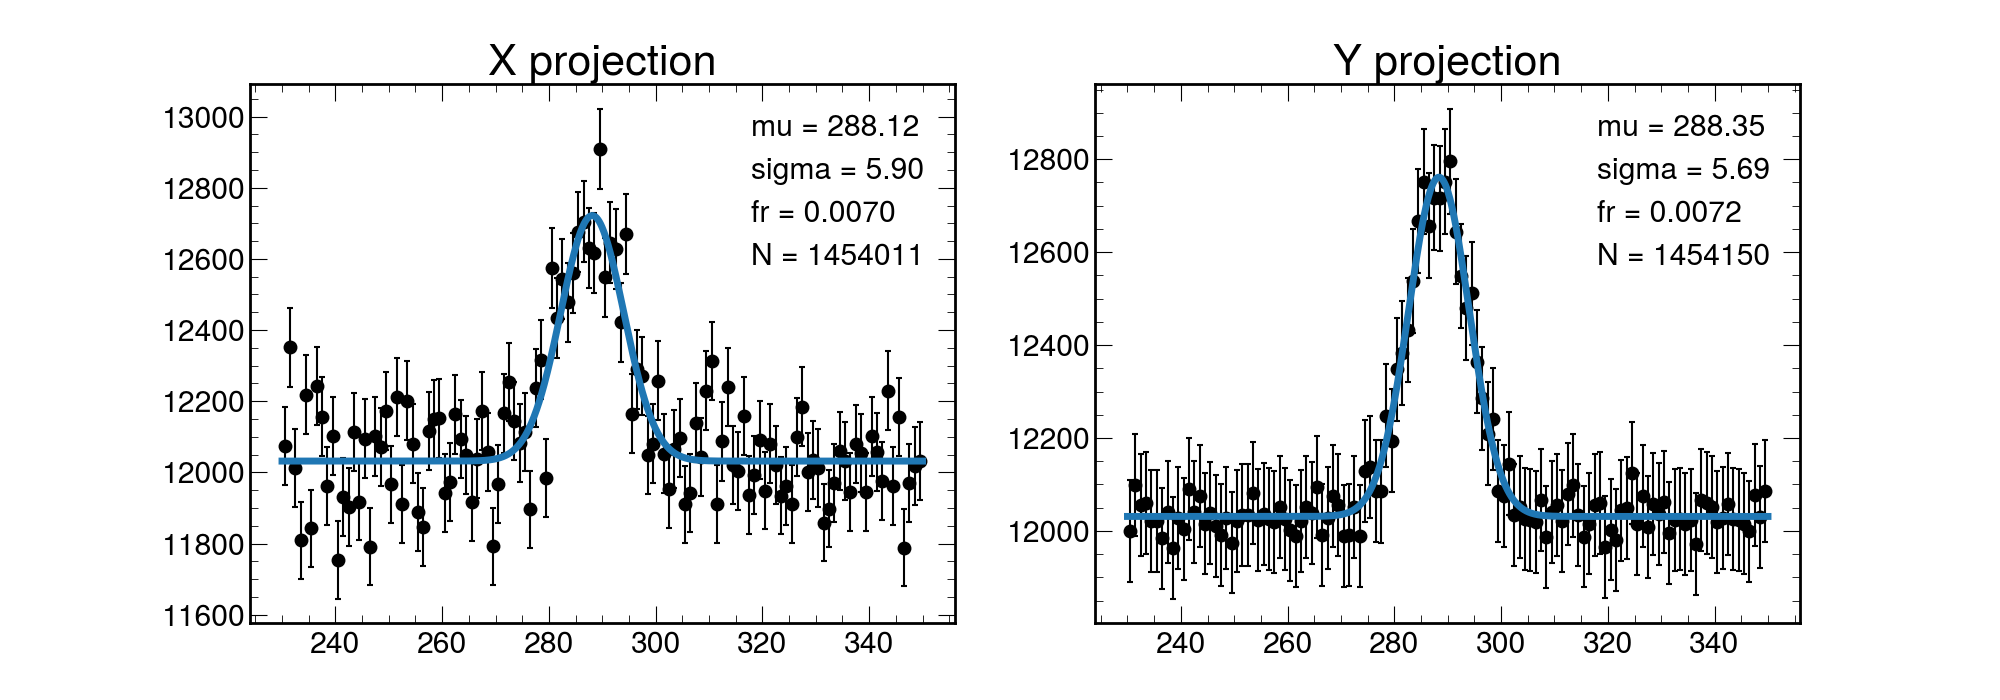 X projection
13000
12800
12600
12400
12200
12000
11800
11600
240 260 280 300 320 340
mu = 288.12
sigma = 5.90
fr = 0.0070
N = 1454011
Y projection
12800
12600
12400
12200
12000
240 260 280 300 320 340
mu = 288.35
sigma = 5.69
fr = 0.0072
N = 1454150